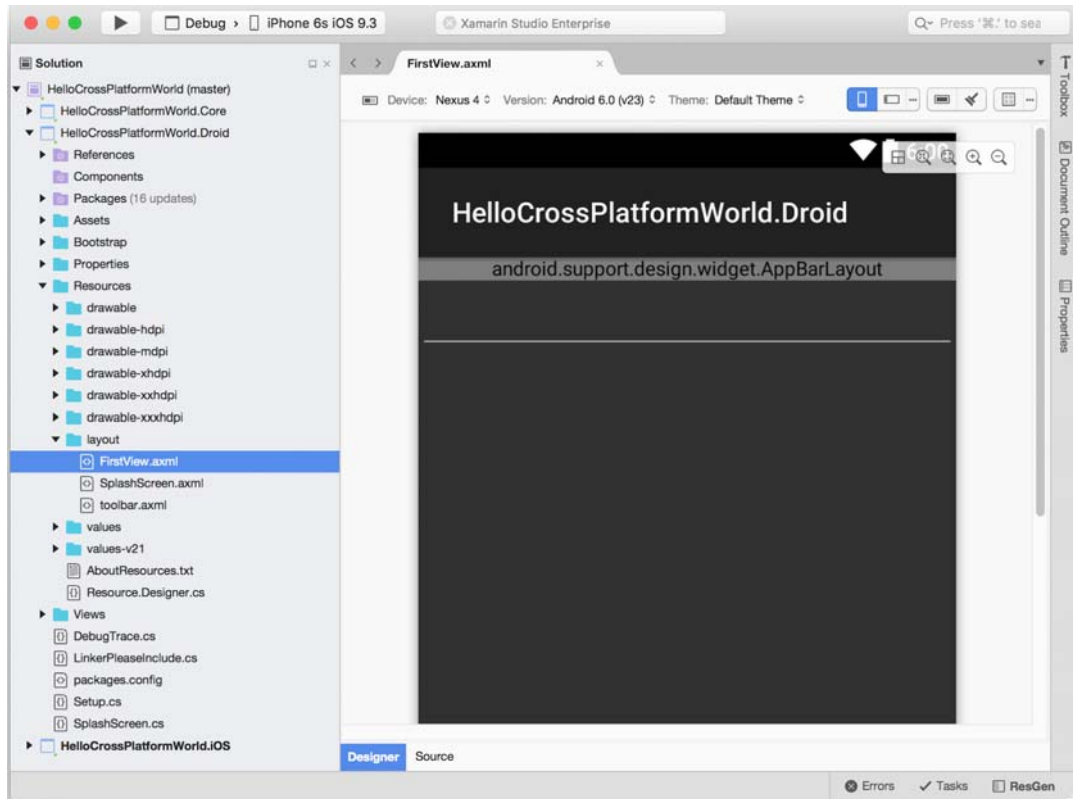 Debug › iPhone 6s iOS 9.3
Xamarin Studio Enterprise
Press '⌘.' to sea
Solution
HelloCrossPlatformWorld (master)
HelloCrossPlatformWorld.Core
HelloCrossPlatformWorld.Droid
References
Components
Packages (16 updates)
Assets
Bootstrap
Properties
Resources
drawable
drawable-hdpi
drawable-mdpi
drawable-xhdpi
drawable-xxhdpi
drawable-xxxhdpi
layout
FirstView.axml
SplashScreen.axml
toolbar.axml
values
values-v21
AboutResources.txt
Resource.Designer.cs
Views
DebugTrace.cs
LinkerPleaseInclude.cs
packages.config
Setup.cs
SplashScreen.cs
HelloCrossPlatformWorld.iOS
FirstView.axml
Device: Nexus 4 Version: Android 6.0 (v23) Theme: Default Theme
6:00
HelloCrossPlatformWorld.Droid
android.support.design.widget.AppBarLayout
Designer Source
Toolbox
Document Outline
Properties
Errors Tasks ResGen